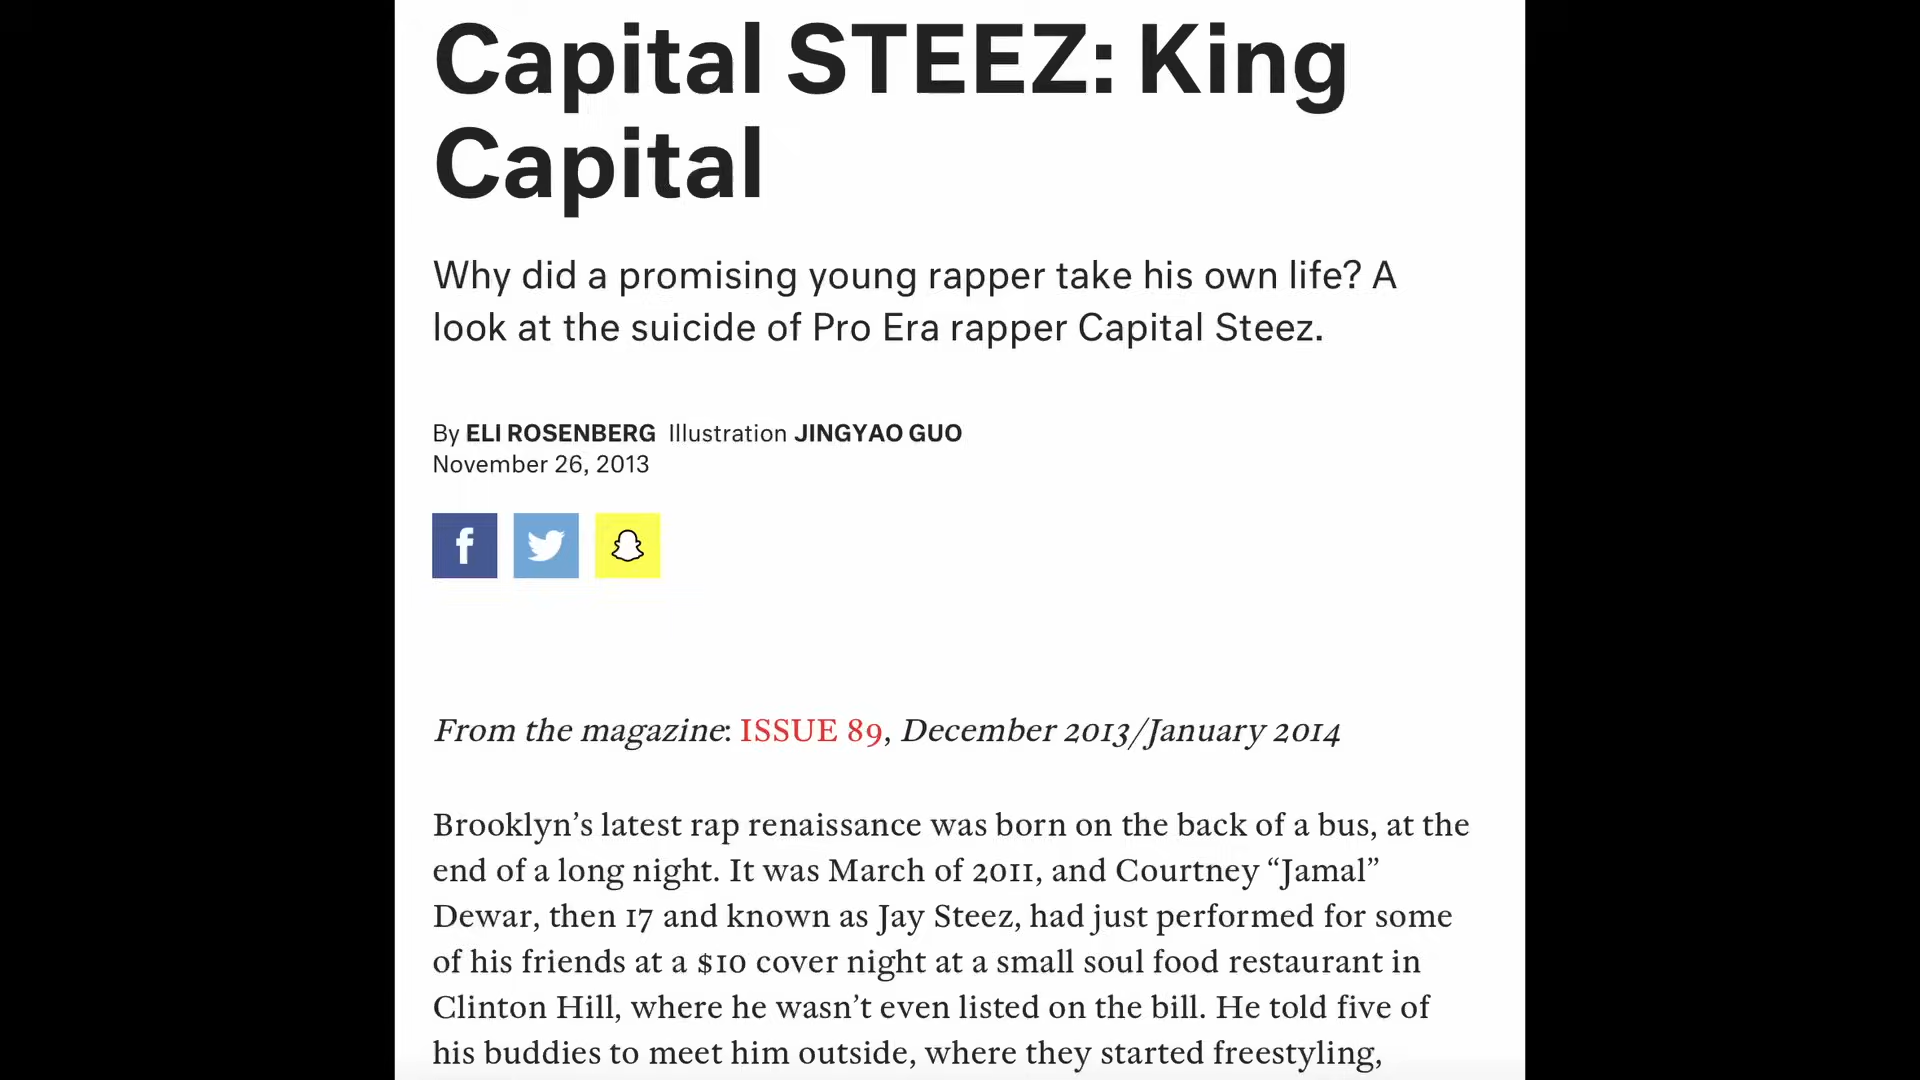 Capital STEEZ: King
Capital
Why did a promising young rapper take his own life? A
look at the suicide of Pro Era rapper Capital Steez.
By ELI ROSENBERG Illustration JINGYAO GUO
November 26, 2013
From the magazine: ISSUE 89, December 2013/January 2014
Brooklyn’s latest rap renaissance was born on the back of a bus, at the
end of a long night. It was March of 2011, and Courtney “Jamal”
Dewar, then 17 and known as Jay Steez, had just performed for some
of his friends at a $10 cover night at a small soul food restaurant in
Clinton Hill, where he wasn’t even listed on the bill. He told five of
his buddies to meet him outside, where they started freestyling,